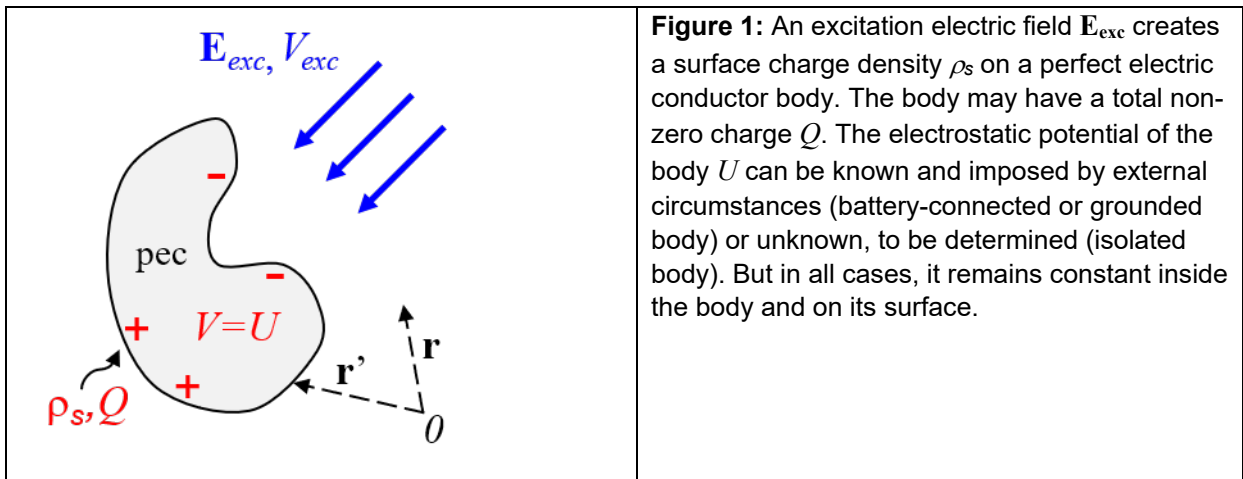 E_exc, V_exc
pec
V=U
ρ_s, Q
r'
r
0
-
-
+
+
Figure 1: An excitation electric field E_exc creates
a surface charge density ρ_s on a perfect electric
conductor body. The body may have a total non-
zero charge Q. The electrostatic potential of the
body U can be known and imposed by external
circumstances (battery-connected or grounded
body) or unknown, to be determined (isolated
body). But in all cases, it remains constant inside
the body and on its surface.